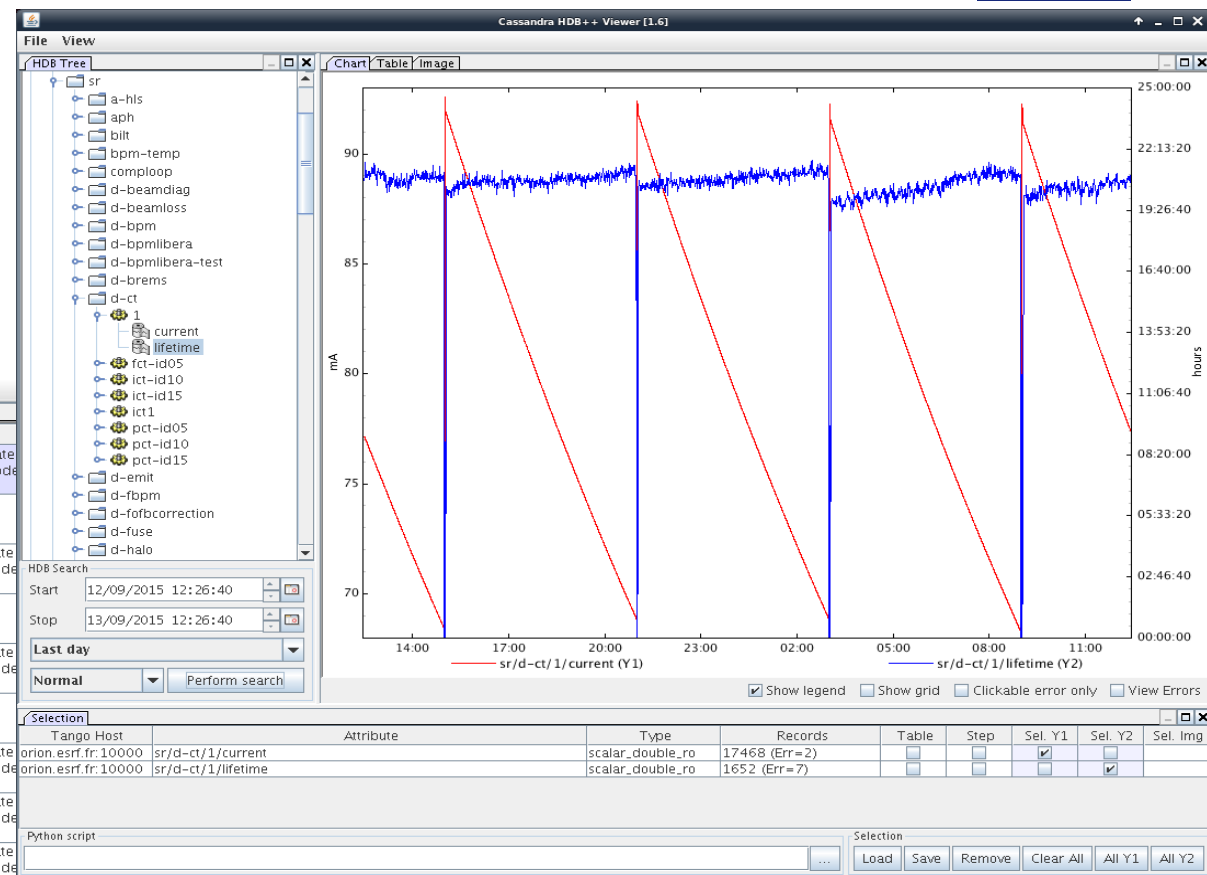 Cassandra HDB++ Viewer [1.6]
File View
HDB Tree
sr
a-hls
aph
bilt
bpm-temp
comploop
d-beamdiag
d-beamloss
d-bpm
d-bpmlibera
d-bpmlibera-test
d-brems
d-ct
1
current
lifetime
fct-id05
ict-id10
ict-id15
ict1
pct-id05
pct-id10
pct-id15
d-emit
d-fbpm
d-fofbcorrection
d-fuse
d-halo
HDB Search
Start 12/09/2015 12:26:40
Stop 13/09/2015 12:26:40
Last day
Normal Perform search
Chart Table Image
90
85
80
75
70
mA
25:00:00
22:13:20
19:26:40
16:40:00
13:53:20
11:06:40
08:20:00
05:33:20
02:46:40
00:00:00
hours
14:00 17:00 20:00 23:00 02:00 05:00 08:00 11:00
sr/d-ct/1/current (Y1) sr/d-ct/1/lifetime (Y2)
Show legend Show grid Clickable error only View Errors
Selection
Tango Host Attribute Type Records Table Step Sel. Y1 Sel. Y2 Sel. Img
orion.esrf.fr:10000 sr/d-ct/1/current scalar_double_ro 17468 (Err=2)
orion.esrf.fr:10000 sr/d-ct/1/lifetime scalar_double_ro 1652 (Err=7)
Python script
...
Selection
Load Save Remove Clear All All Y1 All Y2